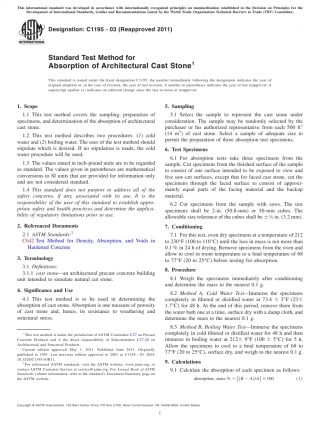 This international standard was developed in accordance with internationally recognized principles on standardization established in the Decision on Principles for the
Development of International Standards, Guides and Recommendations issued by the World Trade Organization Technical Barriers to Trade (TBT) Committee.
Designation: C1195 − 03 (Reapproved 2011)
INTERNATIONAL
Standard Test Method for
Absorption of Architectural Cast Stone1
This standard is issued under the fixed designation C1195; the number immediately following the designation indicates the year of
original adoption or, in the case of revision, the year of last revision. A number in parentheses indicates the year of last reapproval. A
superscript epsilon (ε) indicates an editorial change since the last revision or reapproval.
1. Scope
1.1 This test method covers the sampling, preparation of
specimens, and determination of the absorption of architectural
cast stone.
1.2 This test method describes two procedures: (1) cold
water and (2) boiling water. The user of the test method should
stipulate which is desired. If no stipulation is made, the cold
water procedure will be used.
1.3 The values stated in inch-pound units are to be regarded
as standard. The values given in parentheses are mathematical
conversions to SI units that are provided for information only
and are not considered standard.
1.4 This standard does not purport to address all of the
safety concerns, if any, associated with its use. It is the
responsibility of the user of this standard to establish appro-
priate safety and health practices and determine the applica-
bility of regulatory limitations prior to use.
2. Referenced Documents
2.1 ASTM Standards:2
C642 Test Method for Density, Absorption, and Voids in
Hardened Concrete
3. Terminology
3.1 Definitions:
3.1.1 cast stone—an architectural precast concrete building
unit intended to simulate natural cut stone.
4. Significance and Use
4.1 This test method is to be used in determining the
absorption of cast stone. Absorption is one measure of porosity
of cast stone and, hence, its resistance to weathering and
structural stress.
1 This test method is under the jurisdiction of ASTM Committee C27 on Precast
Concrete Products and is the direct responsibility of Subcommittee C27.20 on
Architectural and Structural Products.
Current edition approved May 1, 2011. Published June 2011. Originally
published in 1991. Last previous edition approved in 2003 as C1195 – 03. DOI:
10.1520/C1195-03R11.
2 For referenced ASTM standards, visit the ASTM website, www.astm.org, or
contact ASTM Customer Service at service@astm.org. For Annual Book of ASTM
Standards volume information, refer to the standard's Document Summary page on
the ASTM website.
5. Sampling
5.1 Select the sample to represent the cast stone under
consideration. The sample may be randomly selected by the
purchaser or his authorized representative from each 500 ft3
(14 m3) of cast stone. Select a sample of adequate size to
permit the preparation of three absorption test specimens.
6. Test Specimens
6.1 For absorption tests take three specimens from the
sample. Cut specimens from the finished surface of the sample
to consist of one surface intended to be exposed to view and
five saw-cut surfaces, except that for faced cast stone, cut the
specimens through the faced surface to consist of approxi-
mately equal parts of the facing material and the backup
material.
6.2 Cut specimens from the sample with saws. The test
specimens shall be 2-in. (50.8-mm) or 50-mm cubes. The
allowable size tolerance of the cubes shall be ± 1⁄8 in. (3.2 mm).
7. Conditioning
7.1 For the test, oven dry specimens at a temperature of 212
to 230°F (100 to 110°C) until the loss in mass is not more than
0.1 % in 24 h of drying. Remove specimens from the oven and
allow to cool in room temperature to a final temperature of 68
to 77°F (20 to 25°C) before testing for absorption.
8. Procedure
8.1 Weigh the specimens immediately after conditioning
and determine the mass to the nearest 0.1 g.
8.2 Method A, Cold Water Test—Immerse the specimens
completely in filtered or distilled water at 73.4 ± 3°F (23 ±
1.7°C) for 48 h. At the end of this period, remove them from
the water bath one at a time, surface dry with a damp cloth, and
determine the mass to the nearest 0.1 g.
8.3 Method B, Boiling Water Test—Immerse the specimens
completely in cold filtered or distilled water for 48 h and then
immerse in boiling water at 212 ± 9°F (100 ± 5°C) for 5 h.
Allow the specimens to cool to a final temperature of 68 to
77°F (20 to 25°C), surface dry, and weigh to the nearest 0.1 g.
9. Calculations
9.1 Calculate the absorption of each specimen as follows:
absorption, mass % = [(B − A)/A] × 100 (1)
Copyright © ASTM International, 100 Barr Harbor Drive, PO Box C700, West Conshohocken, PA 19428-2959. United States
1